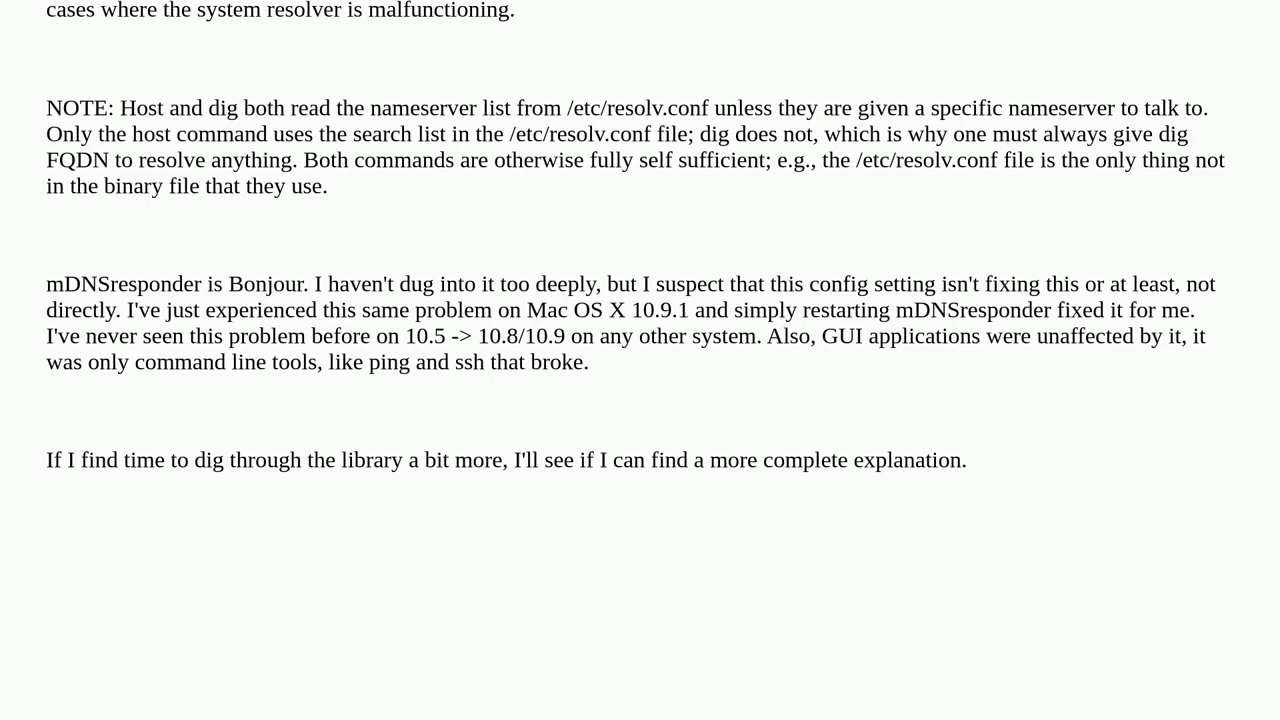 cases where the system resolver is malfunctioning.
NOTE: Host and dig both read the nameserver list from /etc/resolv.conf unless they are given a specific nameserver to talk to.
Only the host command uses the search list in the /etc/resolv.conf file; dig does not, which is why one must always give dig
FQDN to resolve anything. Both commands are otherwise fully self sufficient; e.g., the /etc/resolv.conf file is the only thing not
in the binary file that they use.
mDNSresponder is Bonjour. I haven't dug into it too deeply, but I suspect that this config setting isn't fixing this or at least, not
directly. I've just experienced this same problem on Mac OS X 10.9.1 and simply restarting mDNSresponder fixed it for me.
I've never seen this problem before on 10.5 -> 10.8/10.9 on any other system. Also, GUI applications were unaffected by it, it
was only command line tools, like ping and ssh that broke.
If I find time to dig through the library a bit more, I'll see if I can find a more complete explanation.